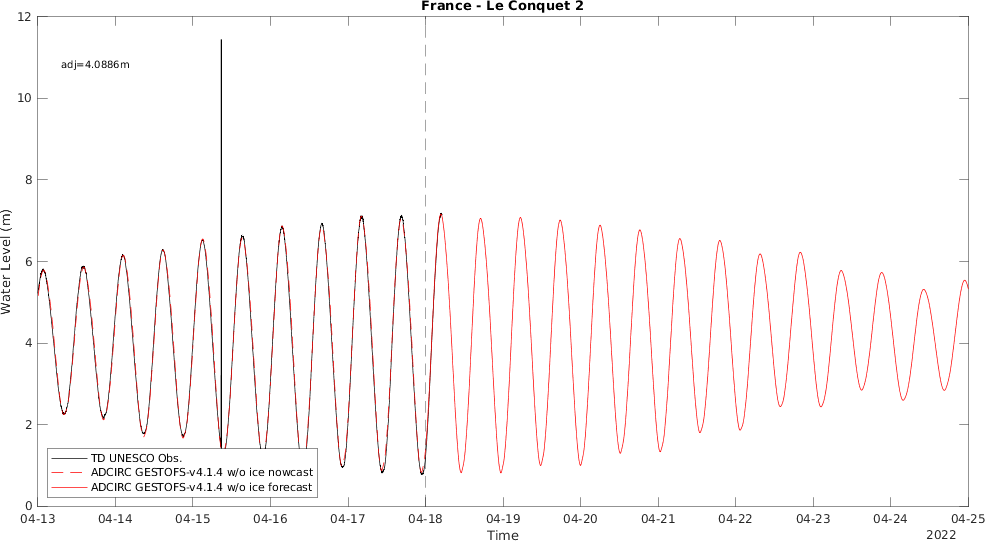 France - Le Conquet 2
12
adj=4.0886m
10
8
6
4
2
0
Water Level (m)
TD UNESCO Obs.
ADCIRC GESTOFS-v4.1.4 w/o ice nowcast
ADCIRC GESTOFS-v4.1.4 w/o ice forecast
04-13 04-14 04-15 04-16 04-17 04-18 04-19 04-20 04-21 04-22 04-23 04-24 04-25
Time
2022